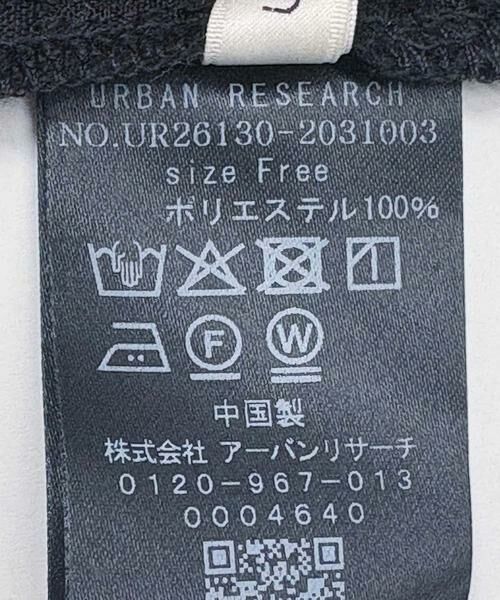 URBAN RESEARCH
NO.UR26130-2031003
size Free
ポリエステル100%
F W
中国製
株式会社 アーバンリサーチ
0120-967-013
0004640